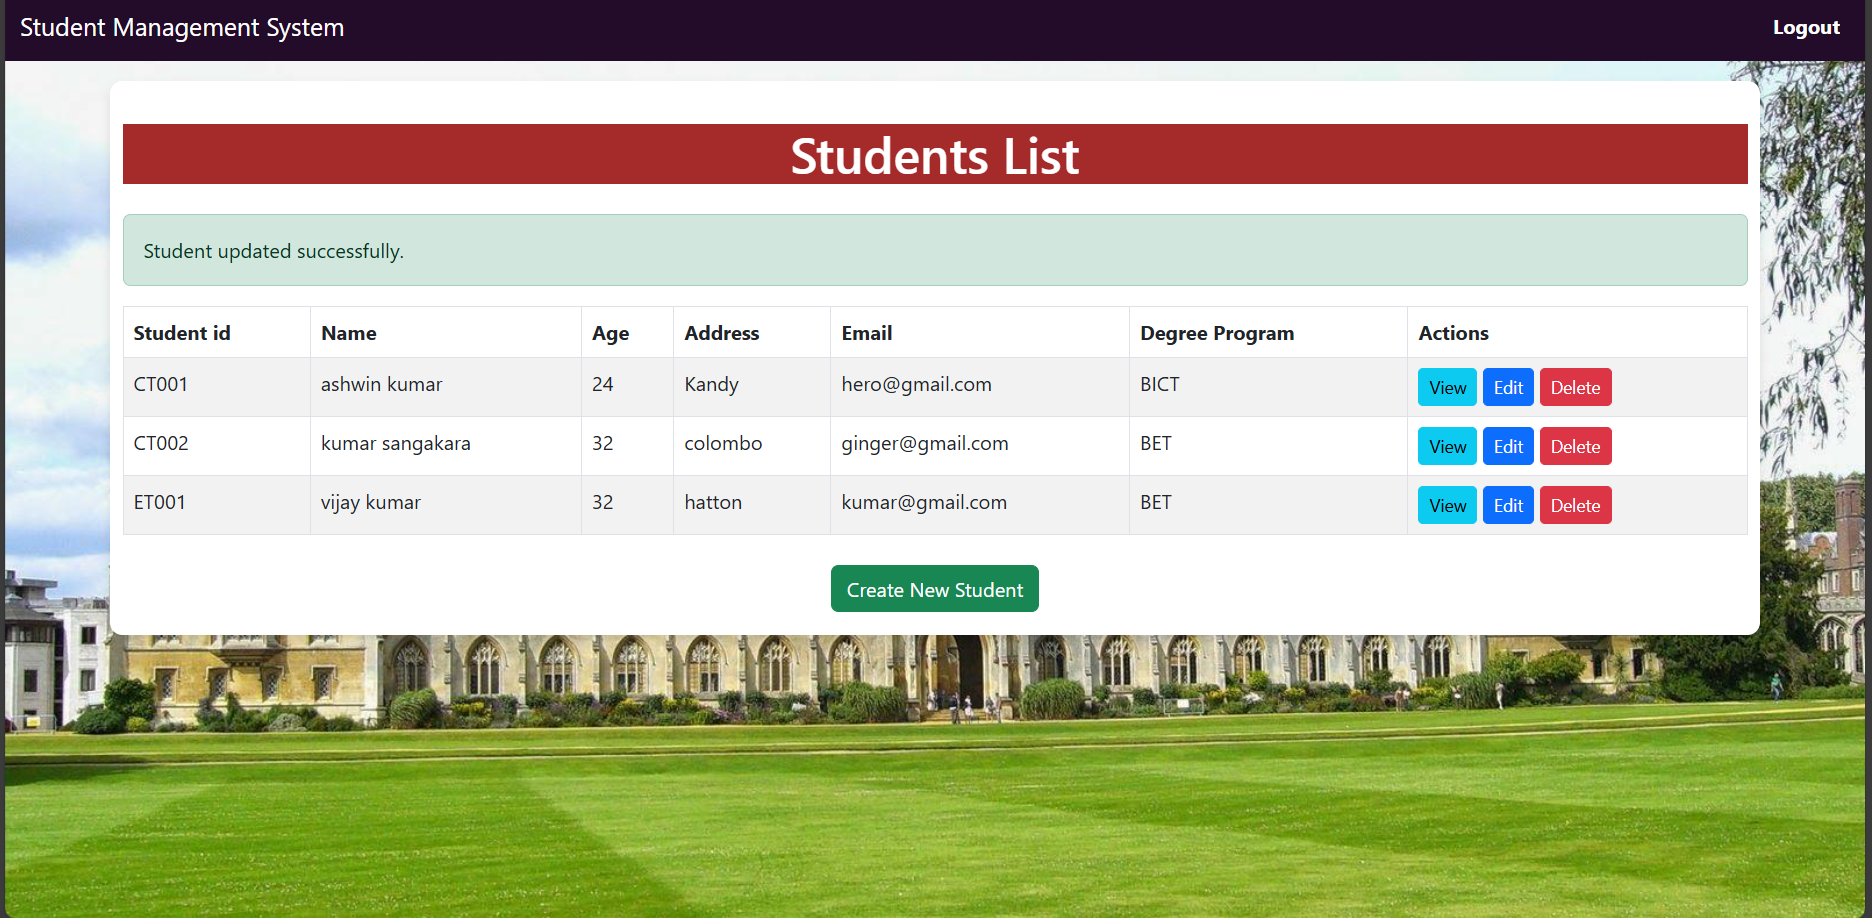 Student Management System Logout
Students List
Student updated successfully.
Student id Name Age Address Email Degree Program Actions
CT001 ashwin kumar 24 Kandy hero@gmail.com BICT View Edit Delete
CT002 kumar sangakara 32 colombo ginger@gmail.com BET View Edit Delete
ET001 vijay kumar 32 hatton kumar@gmail.com BET View Edit Delete
Create New Student